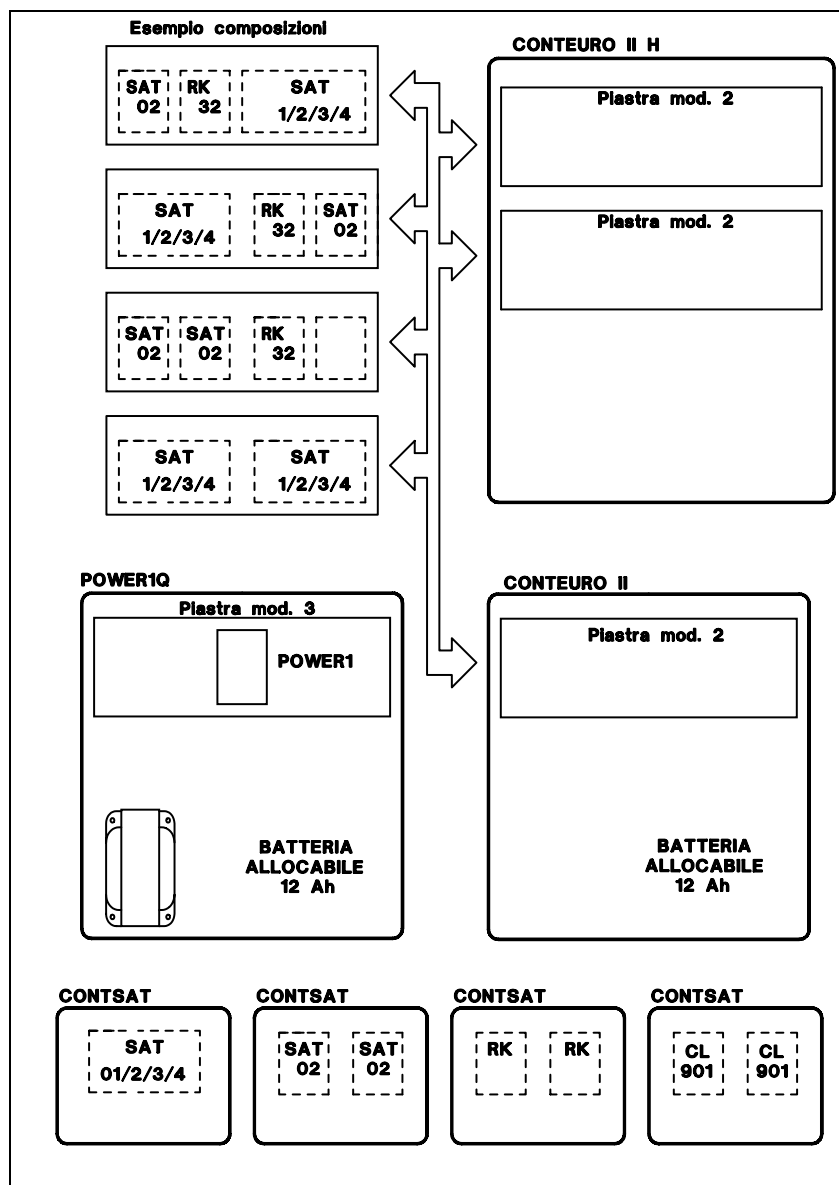 Esempio composizioni
SAT
02
RK
32
SAT
1/2/3/4
SAT
1/2/3/4
RK
32
SAT
02
SAT
02
SAT
02
RK
32
SAT
1/2/3/4
SAT
1/2/3/4
CONTEURO II H
Piastra mod. 2
Piastra mod. 2
POWER1Q
Piastra mod. 3
POWER1
BATTERIA
ALLOCABILE
12 Ah
CONTEURO II
Piastra mod. 2
BATTERIA
ALLOCABILE
12 Ah
CONTSAT
SAT
01/2/3/4
CONTSAT
SAT
02
SAT
02
CONTSAT
RK
RK
CONTSAT
CL
901
CL
901